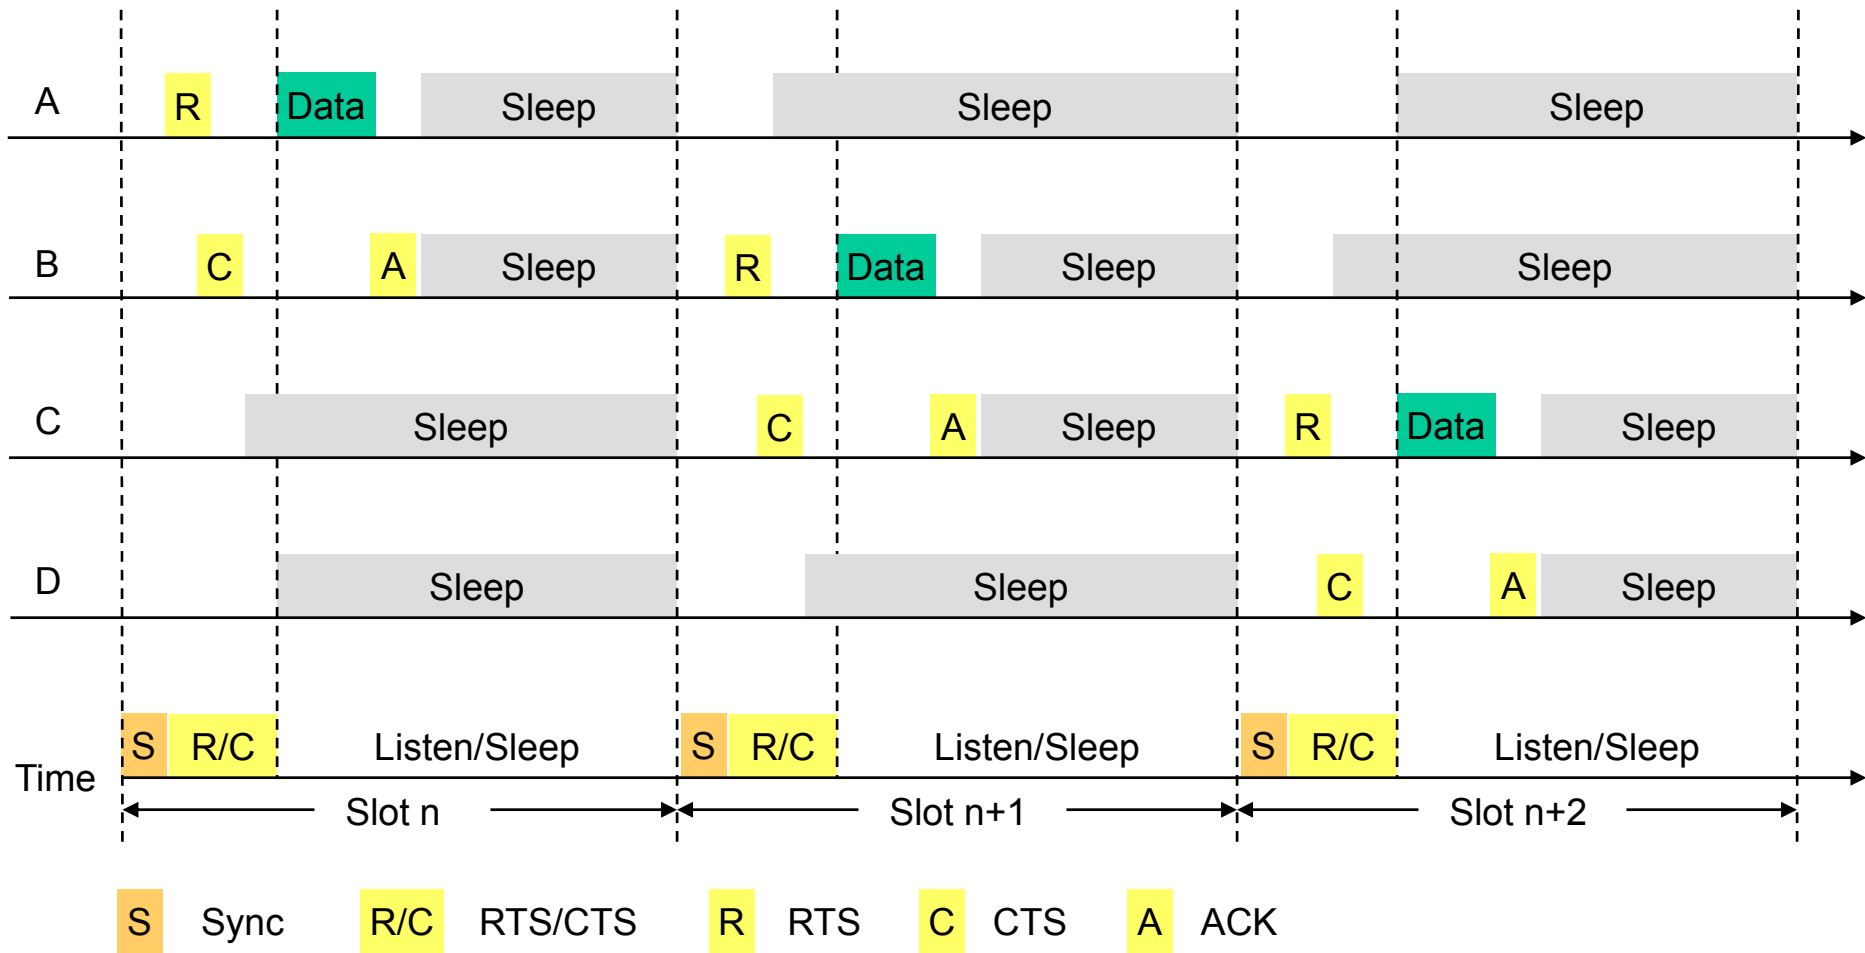 A R Data Sleep Sleep Sleep
B C A Sleep R Data Sleep Sleep
C Sleep C A Sleep R Data Sleep
D Sleep Sleep C A Sleep
Time S R/C Listen/Sleep S R/C Listen/Sleep S R/C Listen/Sleep
Slot n Slot n+1 Slot n+2
S Sync R/C RTS/CTS R RTS C CTS A ACK